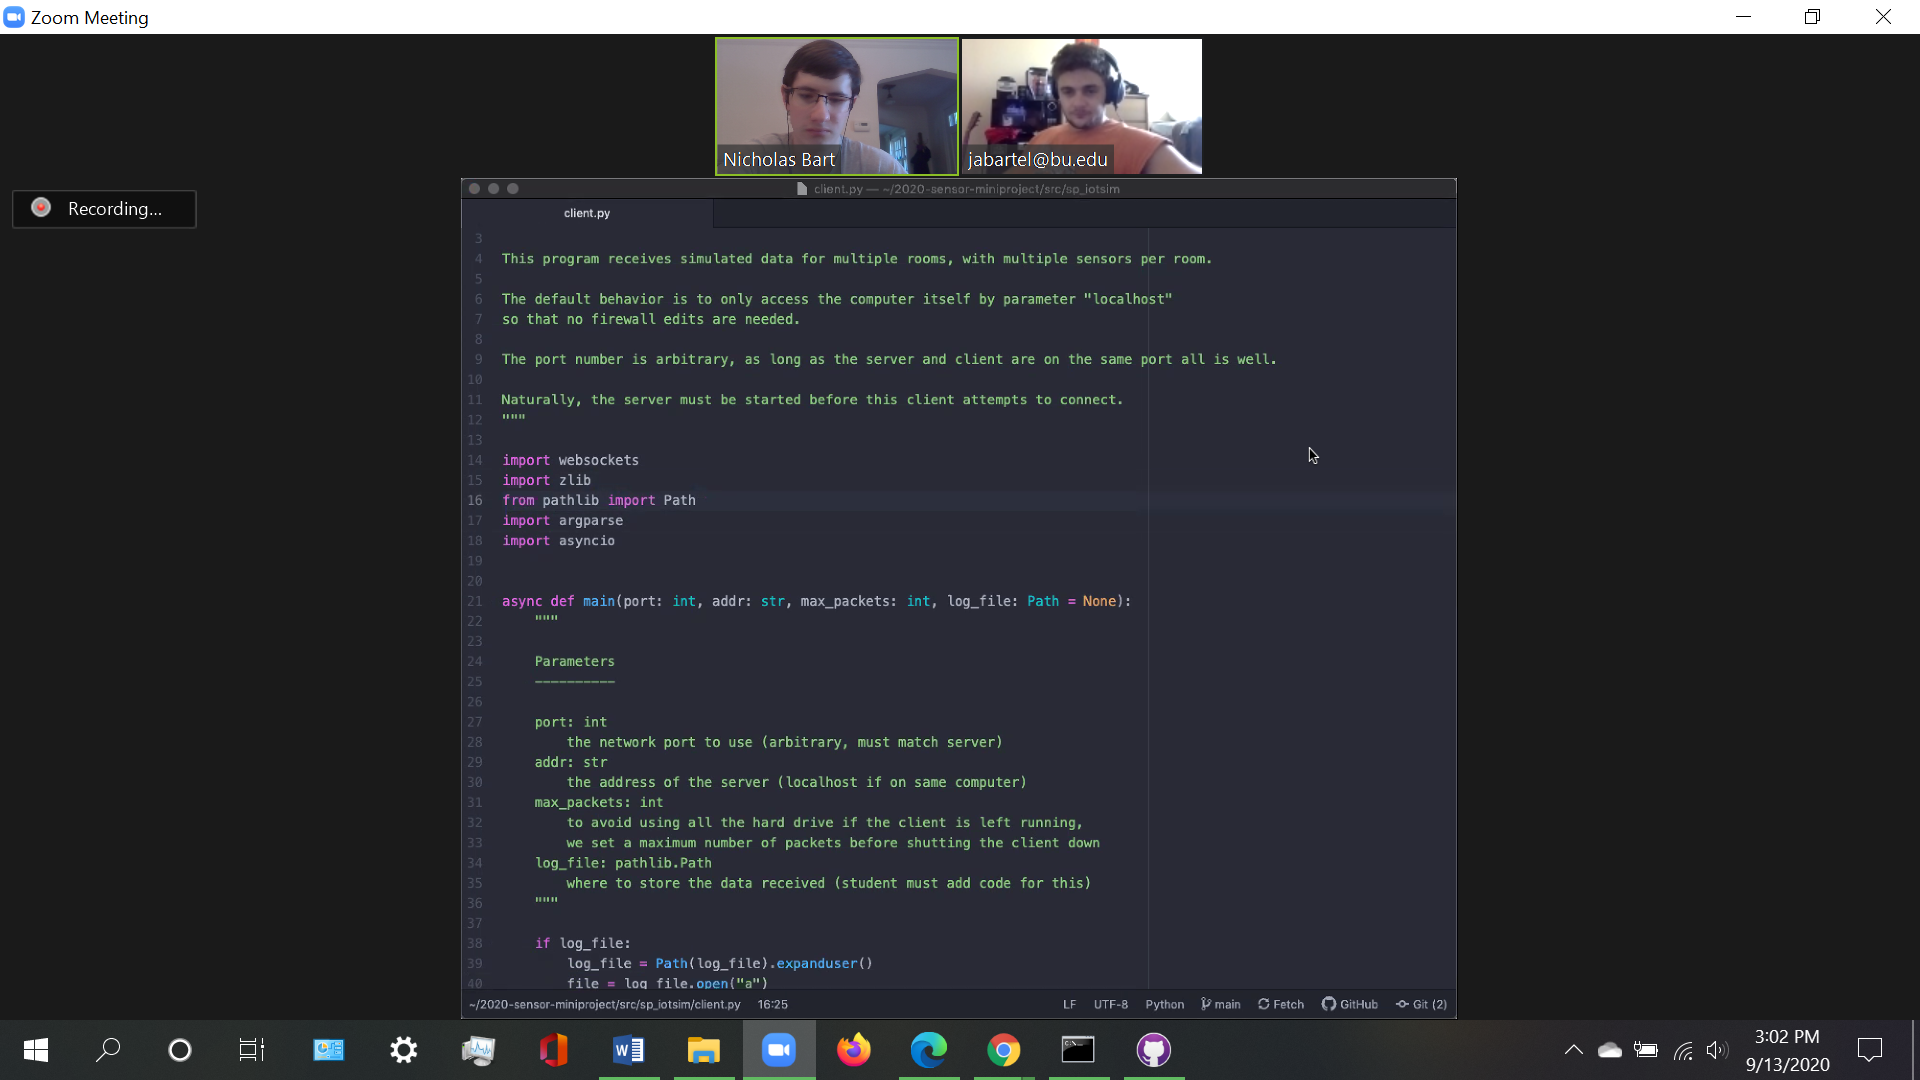 Zoom Meeting
Nicholas Bart
jabartel@bu.edu
Recording...
client.py — ~/2020-sensor-miniproject/src/sp_iotsim
client.py
3
4 This program receives simulated data for multiple rooms, with multiple sensors per room.
5
6 The default behavior is to only access the computer itself by parameter "localhost"
7 so that no firewall edits are needed.
8
9 The port number is arbitrary, as long as the server and client are on the same port all is well.
10
11 Naturally, the server must be started before this client attempts to connect.
12 """
13
14 import websockets
15 import zlib
16 from pathlib import Path
17 import argparse
18 import asyncio
19
20
21 async def main(port: int, addr: str, max_packets: int, log_file: Path = None):
22 """
23
24 Parameters
25 ----------
26
27 port: int
28 the network port to use (arbitrary, must match server)
29 addr: str
30 the address of the server (localhost if on same computer)
31 max_packets: int
32 to avoid using all the hard drive if the client is left running,
33 we set a maximum number of packets before shutting the client down
34 log_file: pathlib.Path
35 where to store the data received (student must add code for this)
36 """
37
38 if log_file:
39 log_file = Path(log_file).expanduser()
40 file = log_file.open("a")
~/2020-sensor-miniproject/src/sp_iotsim/client.py 16:25 LF UTF-8 Python main Fetch GitHub Git (2)
3:02 PM
9/13/2020